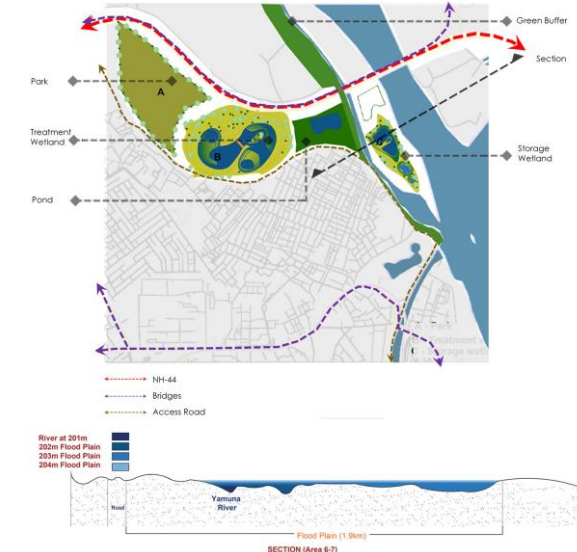 Green Buffer
Section
Park
A
Treatment
Wetland
B
Storage
Wetland
Pond
NH-44
Bridges
Access Road
River at 201m
202m Flood Plain
203m Flood Plain
204m Flood Plain
Road
Yamuna
River
Flood Plain (1.9km)
SECTION (Area 6-7)